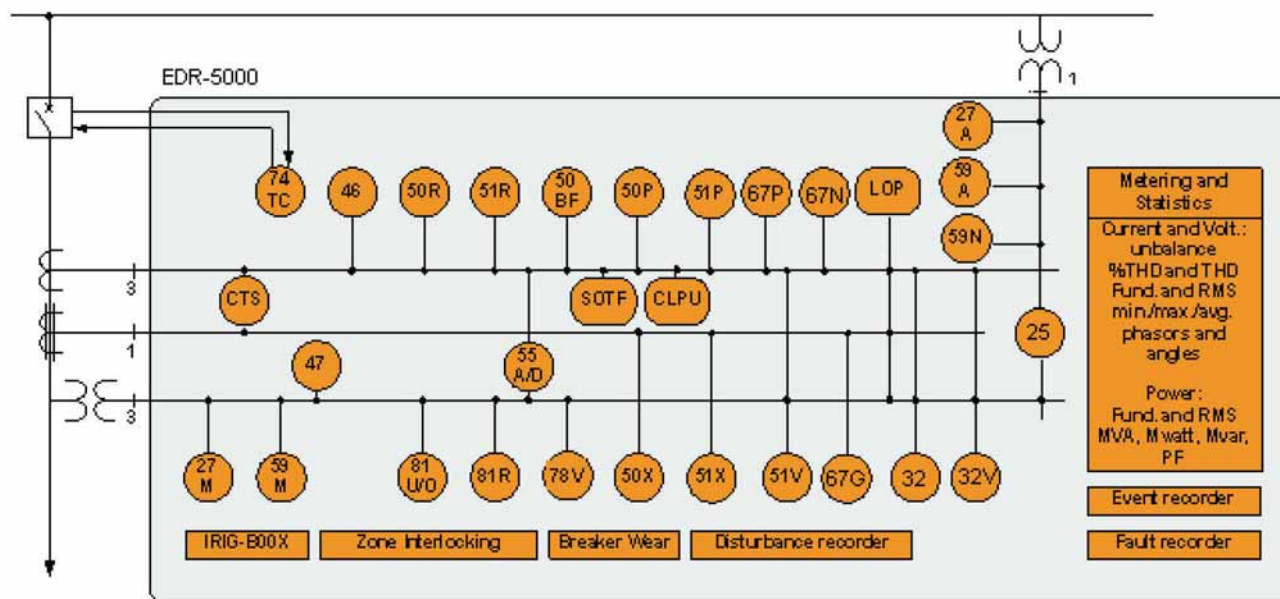 1
EDR-5000
27
A
74
TC
46
50R
51R
50
BF
50P
51P
67P
67N
LOP
59
A
59N
Metering and
Statistics
Current and Volt.:
unbalance
%THD and THD
Fund. and RMS
min./max./avg.
phasors and
angles
Power:
Fund. and RMS
MVA, Mwatt, Mvar,
PF
3
CTS
SOTF
CLPU
25
1
47
55
A/D
3
27
M
59
M
81
U/O
81R
78V
50X
51X
51V
67G
32
32V
IRIG-B00X
Zone Interlocking
Breaker Wear
Disturbance recorder
Event recorder
Fault recorder